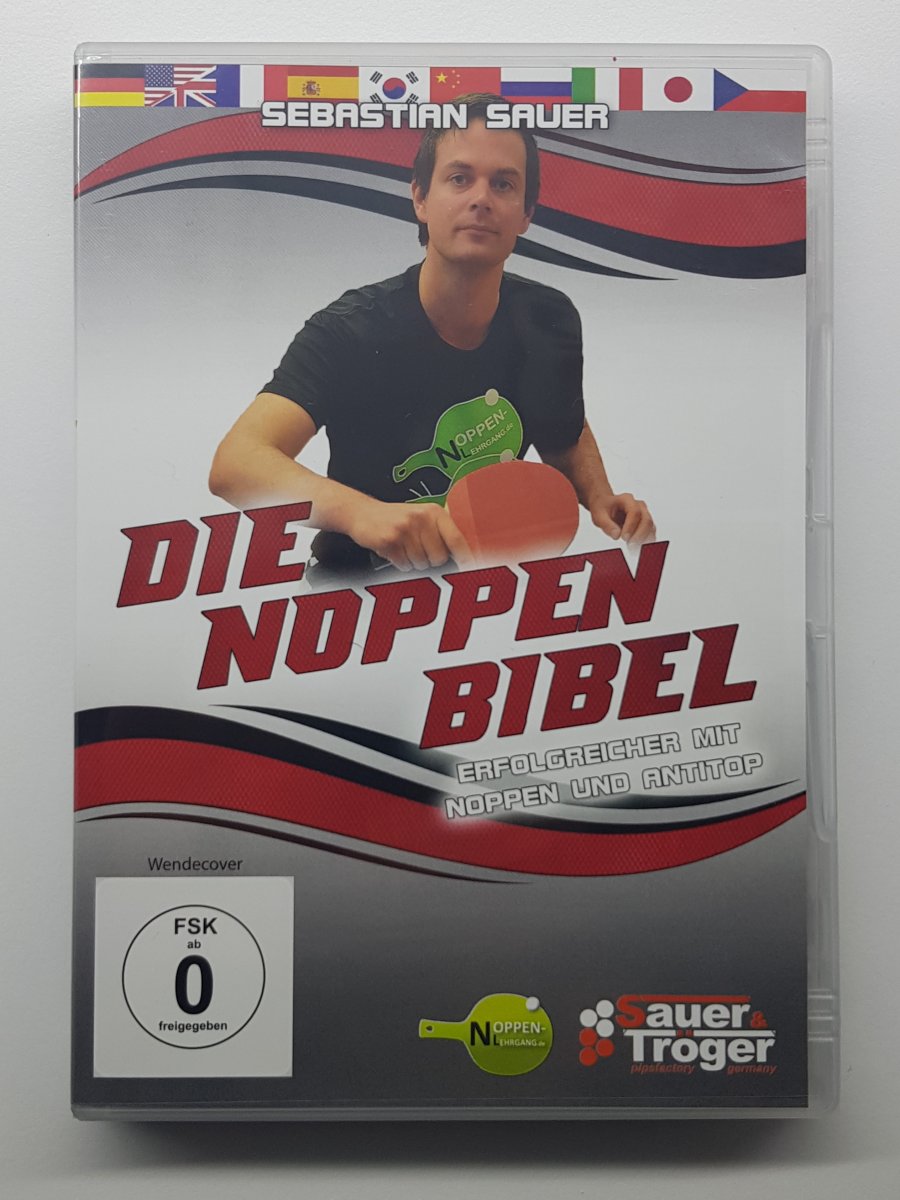 SEBASTIAN SAUER
NOPPEN-
LEHRGANG.de
DIE
NOPPEN
BIBEL
ERFOLGREICHER MIT
NOPPEN UND ANTITOP
Wendecover
FSK
ab
0
freigegeben
NOPPEN-
LEHRGANG.de
Sauer &
Tröger
pipsfactory germany